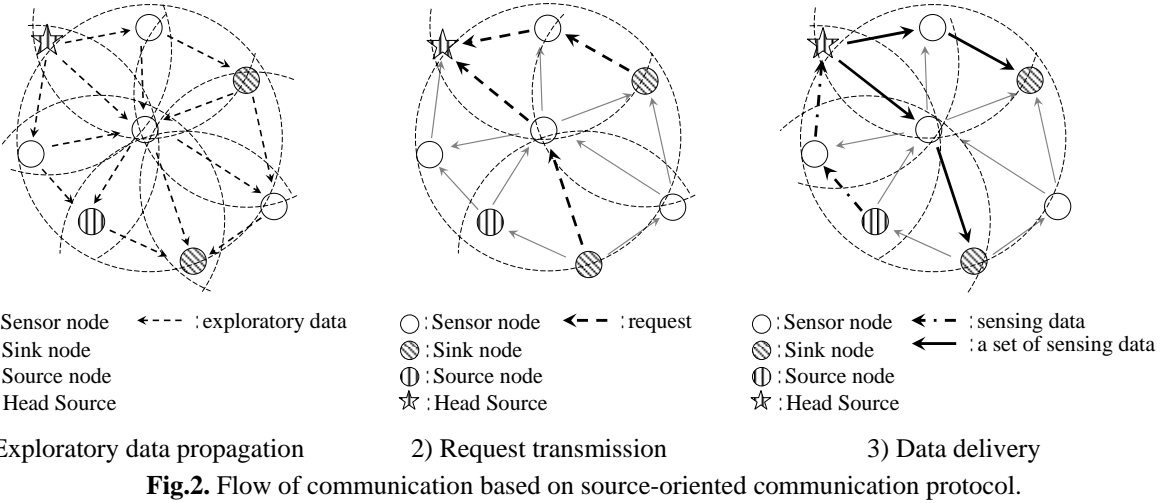 Sensor node : exploratory data
Sink node
Source node
Head Source
: Sensor node : request
: Sink node
: Source node
: Head Source
: Sensor node : sensing data
: Sink node : a set of sensing data
: Source node
: Head Source
Exploratory data propagation
2) Request transmission
3) Data delivery
Fig.2. Flow of communication based on source-oriented communication protocol.